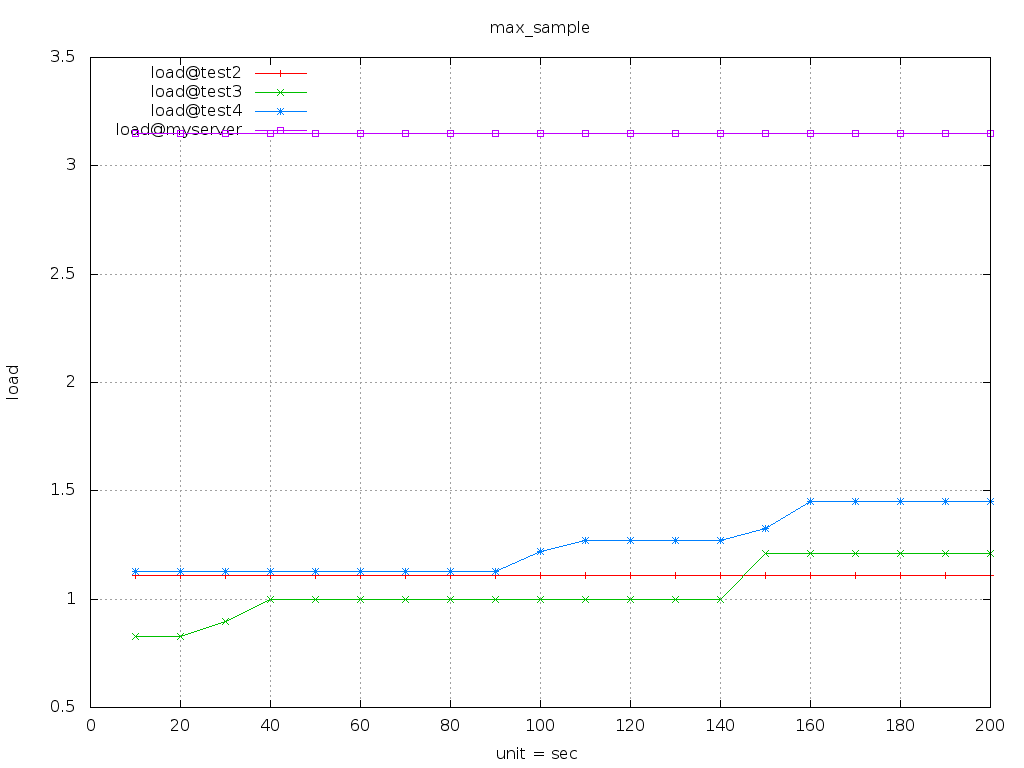 max_sample
3.5
load@test2
load@test3
load@test4
load@myserver
3
2.5
load
2
1.5
1
0.5
0 20 40 60 80 100 120 140 160 180 200
unit = sec